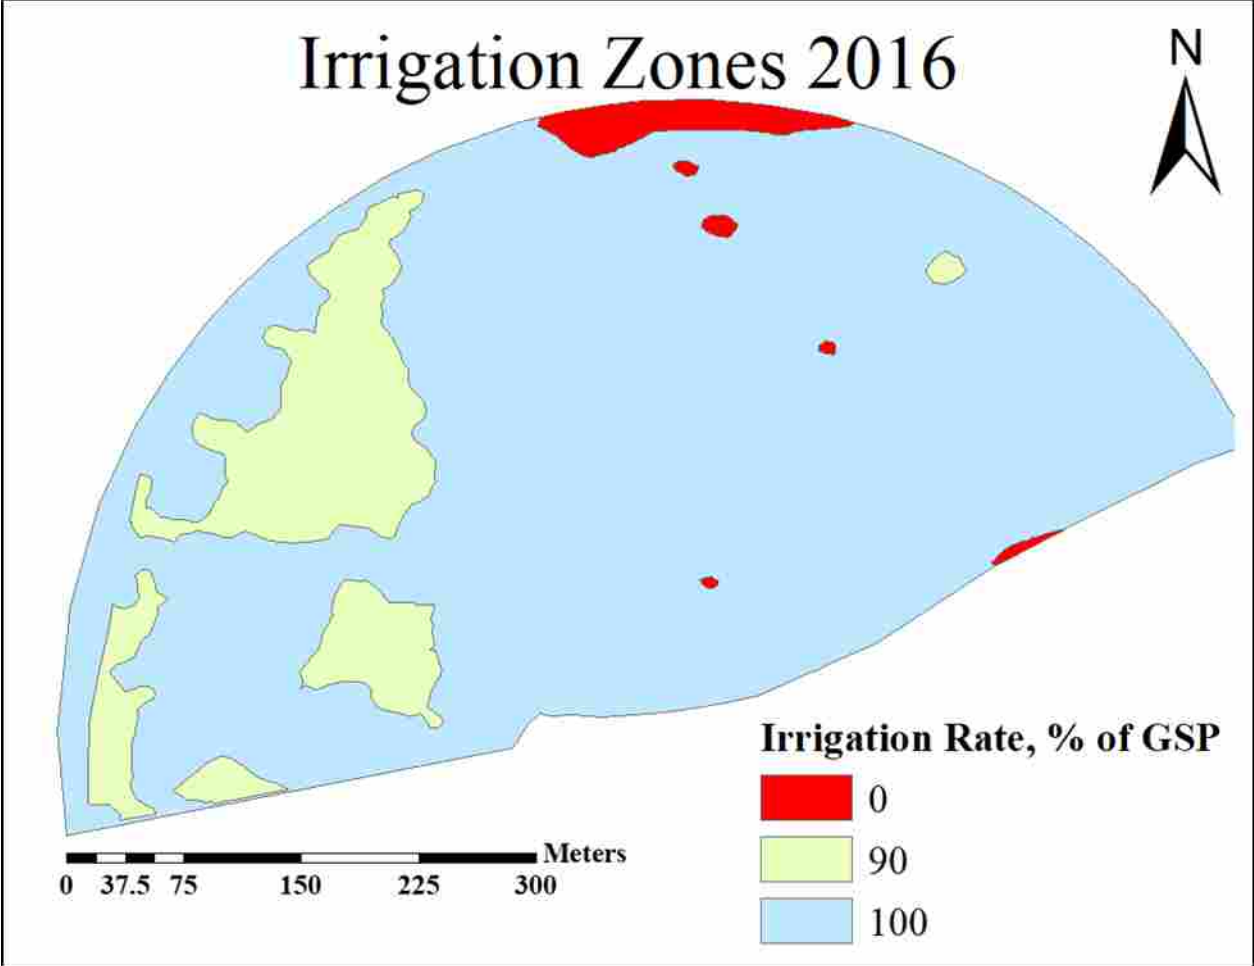 Irrigation Zones 2016
N
Irrigation Rate, % of GSP
0
90
100
Meters
0 37.5 75 150 225 300